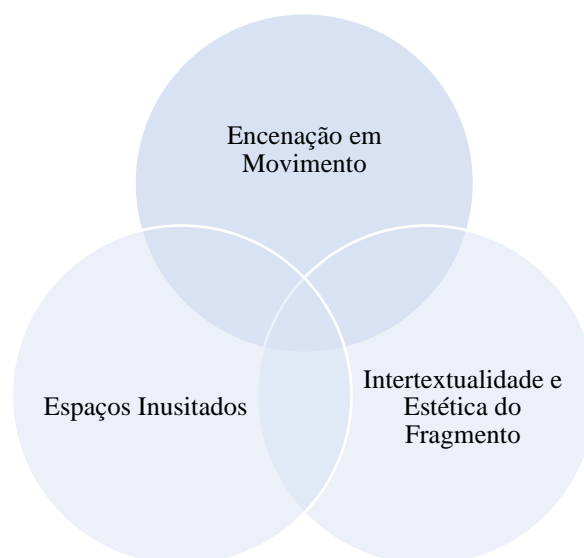 Encenação em
Movimento
Espaços Inusitados
Intertextualidade e
Estética do
Fragmento